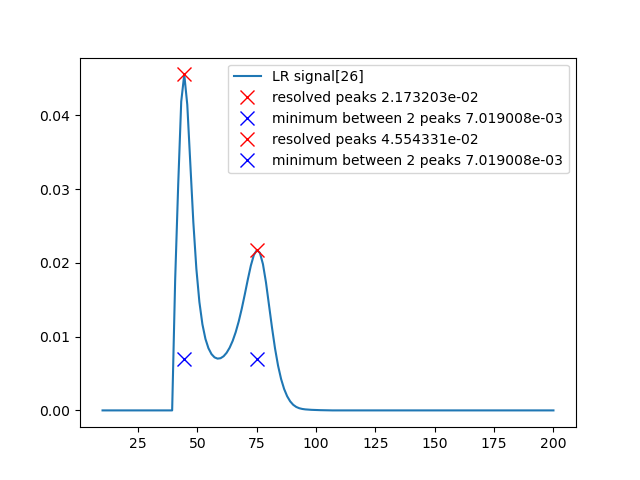 LR signal[26]
resolved peaks 2.173203e-02
minimum between 2 peaks 7.019008e-03
resolved peaks 4.554331e-02
minimum between 2 peaks 7.019008e-03
0.04
0.03
0.02
0.01
0.00
25 50 75 100 125 150 175 200